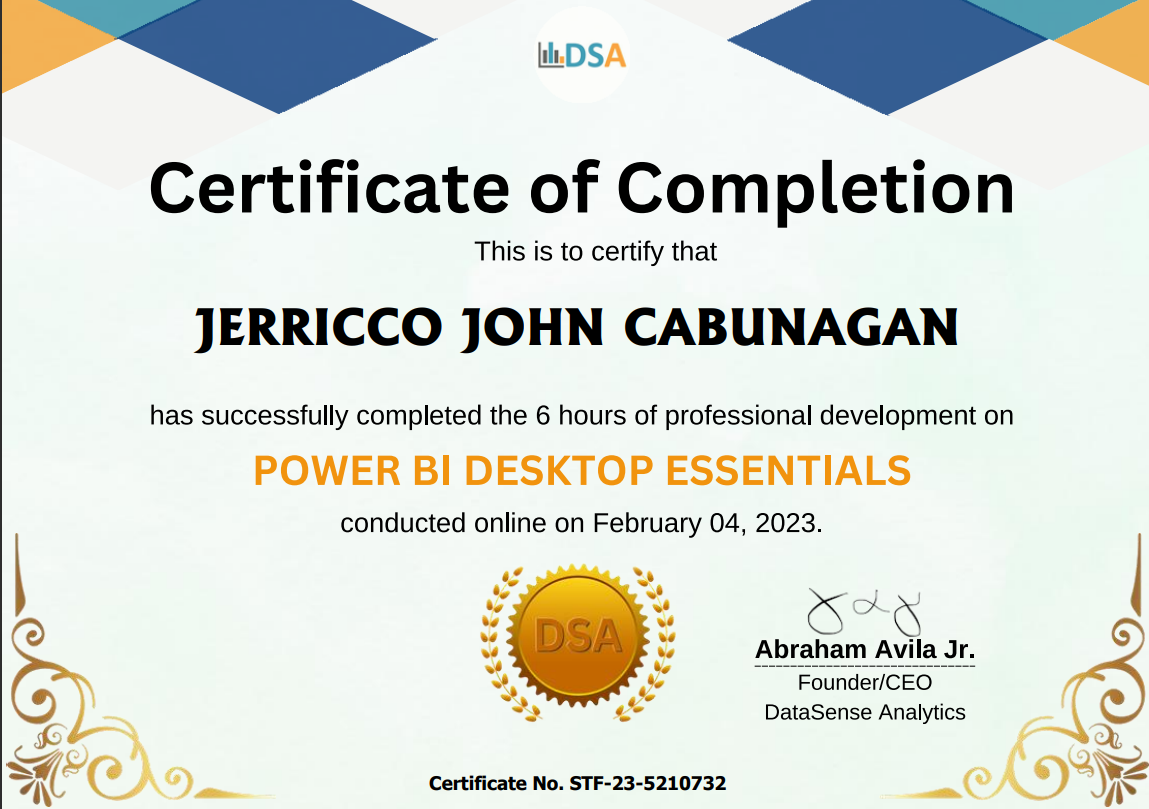 DSA
Certificate of Completion
This is to certify that
JERRICCO JOHN CABUNAGAN
has successfully completed the 6 hours of professional development on
POWER BI DESKTOP ESSENTIALS
conducted online on February 04, 2023.
DSA
Abraham Avila Jr.
Founder/CEO
DataSense Analytics
Certificate No. STF-23-5210732